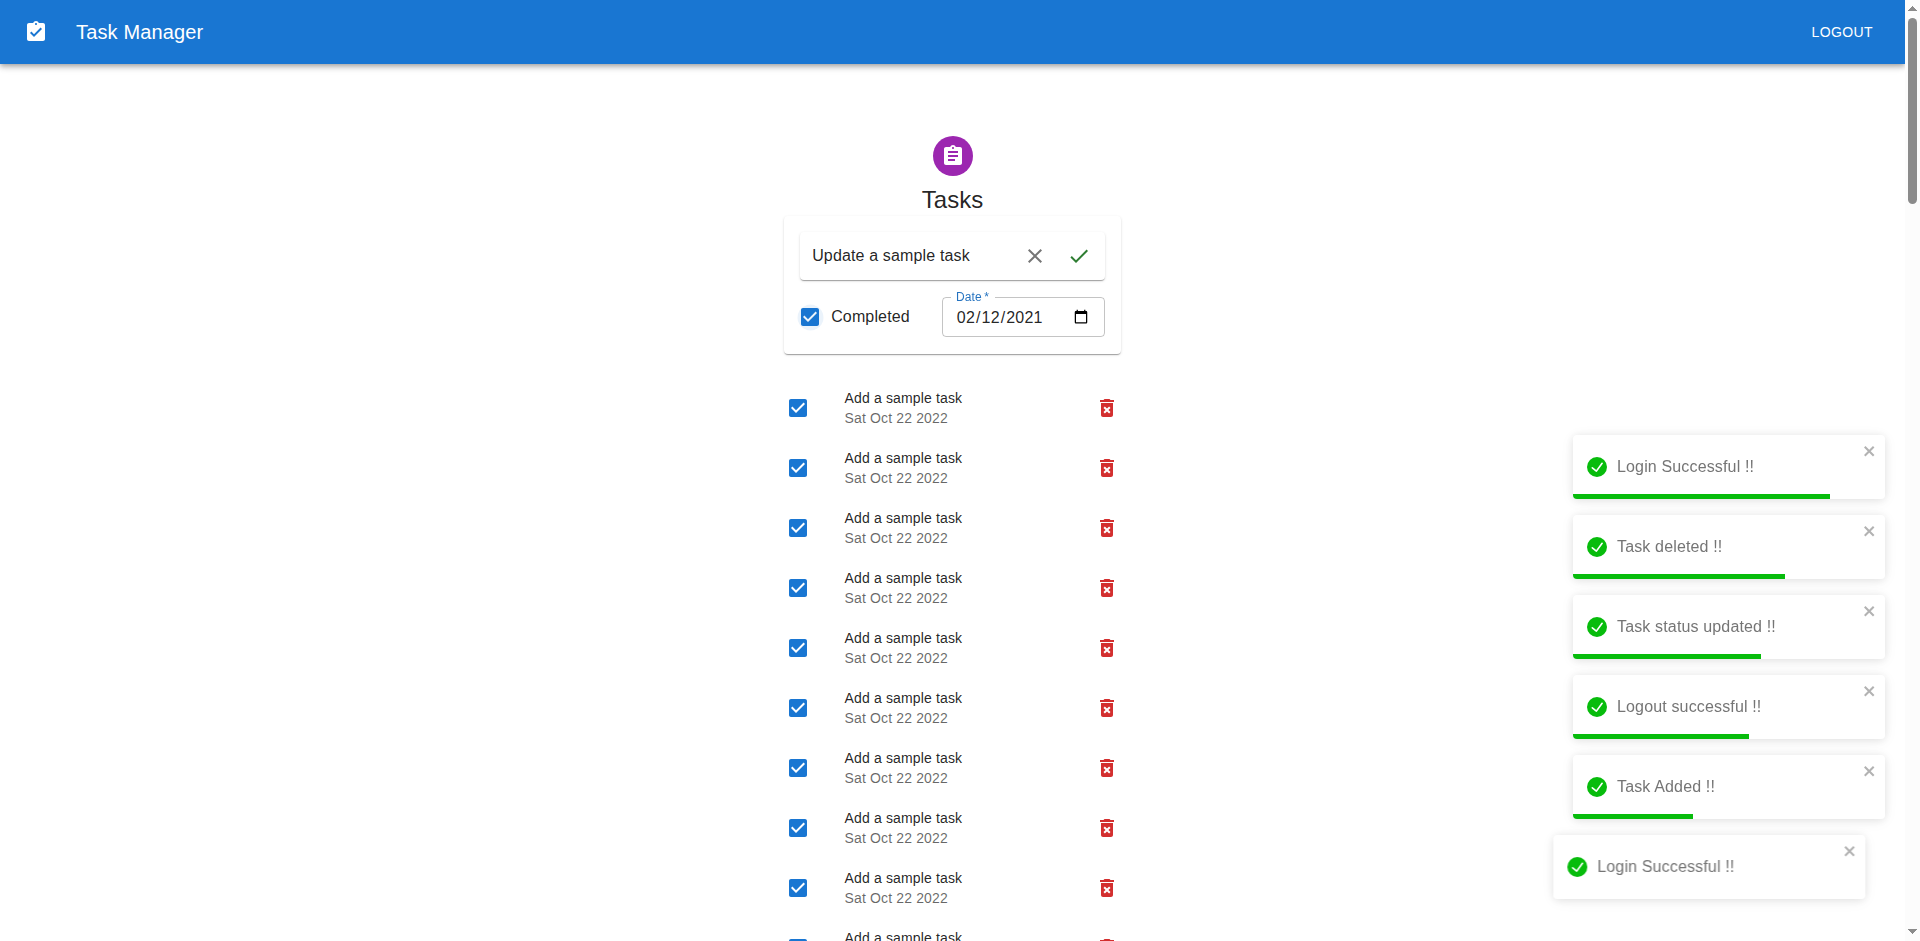 Task Manager
LOGOUT
Tasks
Update a sample task
Date *
Completed
02/12/2021
Add a sample task
Sat Oct 22 2022
Add a sample task
Sat Oct 22 2022
Add a sample task
Sat Oct 22 2022
Add a sample task
Sat Oct 22 2022
Add a sample task
Sat Oct 22 2022
Add a sample task
Sat Oct 22 2022
Add a sample task
Sat Oct 22 2022
Add a sample task
Sat Oct 22 2022
Add a sample task
Sat Oct 22 2022
Add a sample task
Login Successful !!
Task deleted !!
Task status updated !!
Logout successful !!
Task Added !!
Login Successful !!